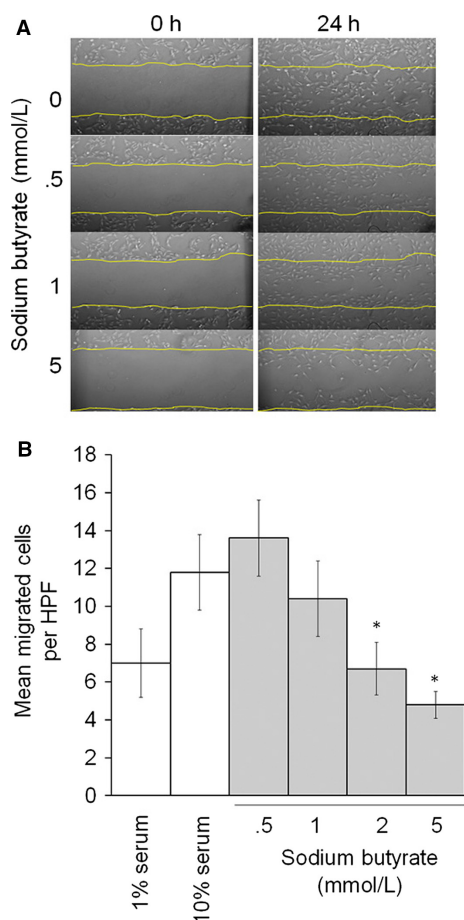 A
0 h
24 h
Sodium butyrate (mmol/L)
0
.5
1
5
B
Mean migrated cells
per HPF
18
16
14
12
10
8
6
4
2
0
*
*
1% serum
10% serum
.5
1
2
5
Sodium butyrate
(mmol/L)